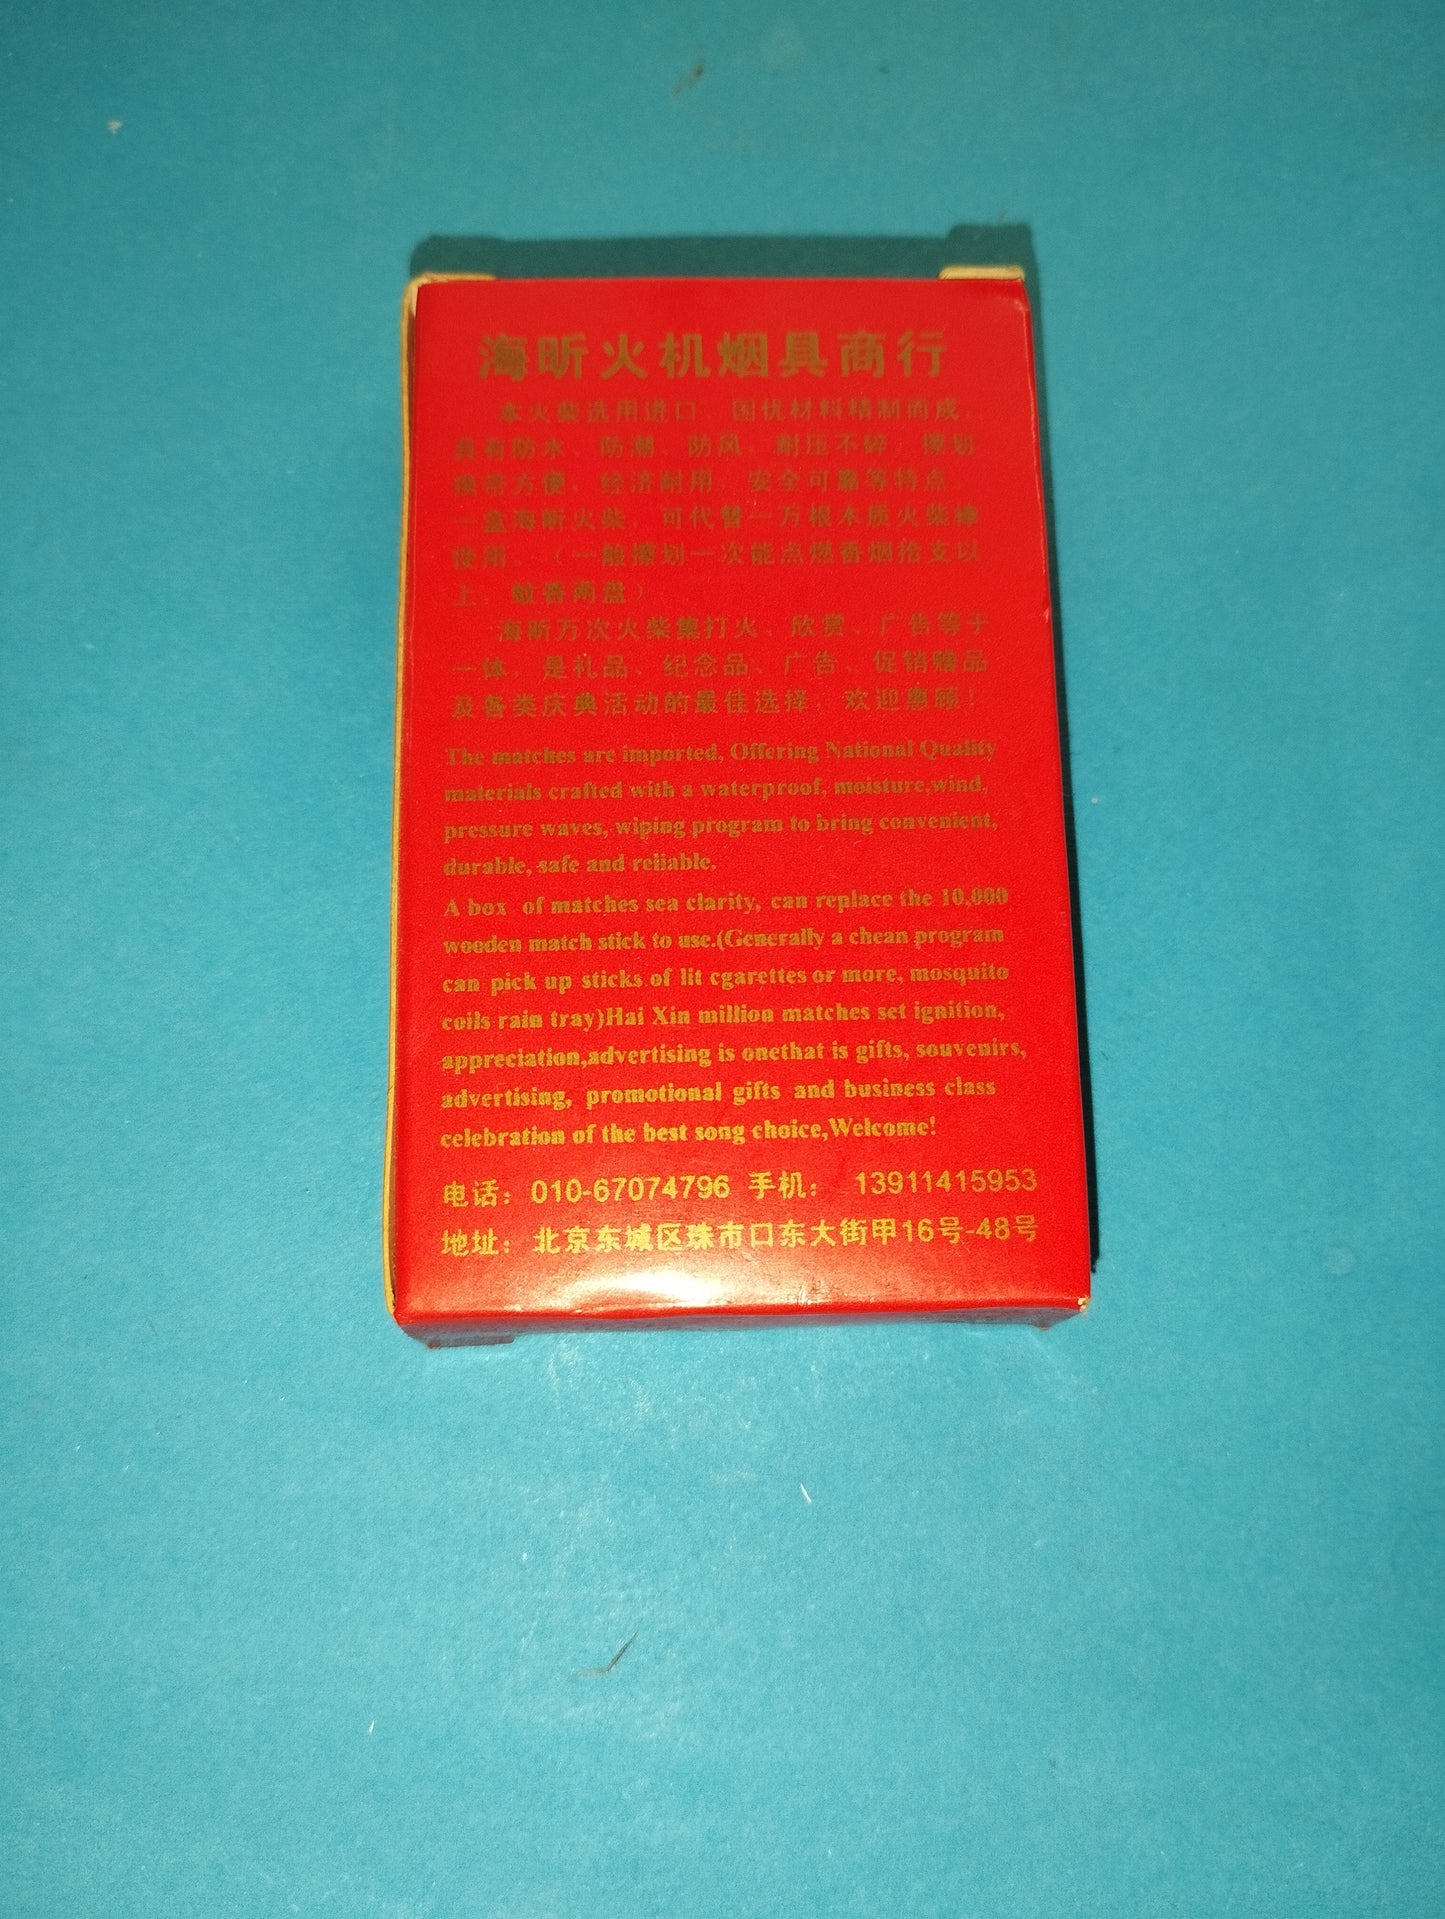 海昕火机烟具商行
本火柴选用进口、国优材料精制而成，
具有防水、防潮、防风、耐压不碎，擦划
携带方便、经济耐用、安全可靠等特点。
一盒海昕火柴，可代替一万根木质火柴棒
使用。（一般擦划一次能点燃香烟拾支以
上，蚊香两盘）
海昕万次火柴集打火、欣赏、广告等于
一体，是礼品、纪念品、广告、促销赠品
及各类庆典活动的最佳选择，欢迎惠顾！
The matches are imported, Offering National Quality
materials crafted with a waterproof, moisture,wind,
pressure waves, wiping program to bring convenient,
durable, safe and reliable.
A box of matches sea clarity, can replace the 10,000
wooden match stick to use.(Generally a chean program
can pick up sticks of lit cgarettes or more, mosquito
coils rain tray)Hai Xin million matches set ignition,
appreciation,advertising is onethat is gifts, souvenirs,
advertising, promotional gifts and business class
celebration of the best song choice,Welcome!
电话：010-67074796 手机： 13911415953
地址：北京东城区珠市口东大街甲16号-48号